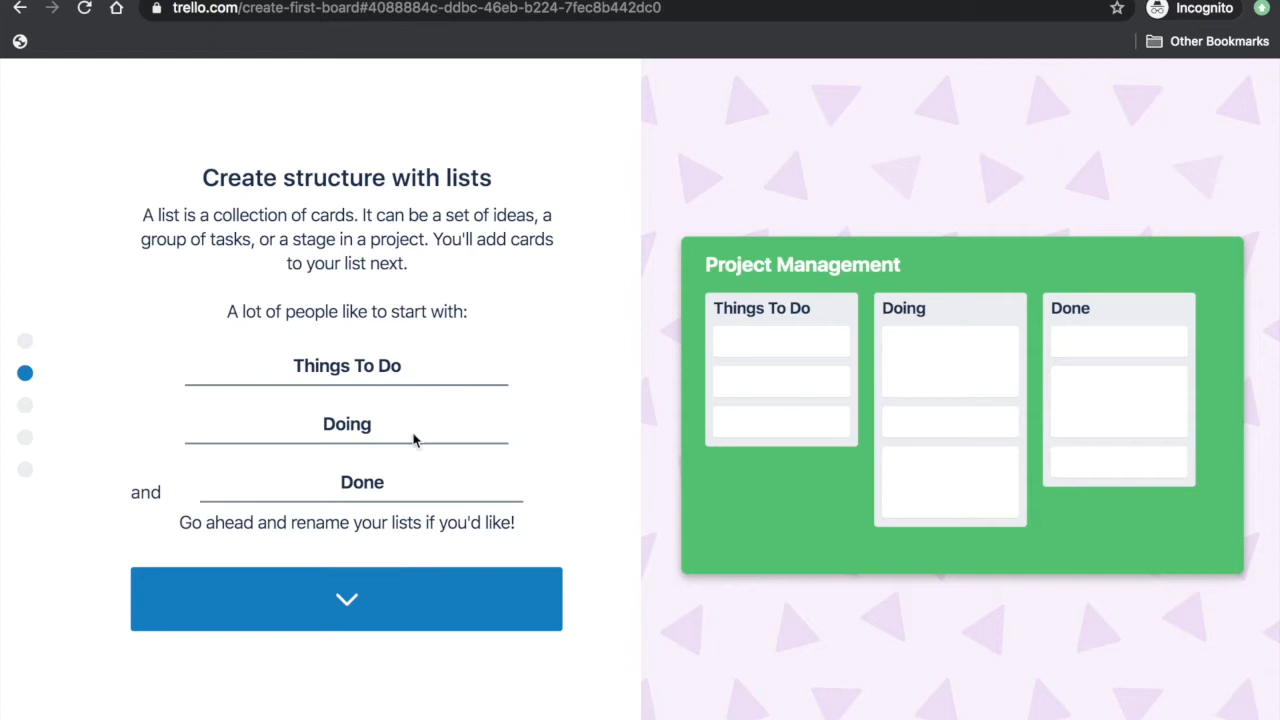 trello.com/create-first-board#4088884c-ddbc-46eb-b224-7fec8b442dc0
Incognito
Other Bookmarks
Create structure with lists
A list is a collection of cards. It can be a set of ideas, a
group of tasks, or a stage in a project. You'll add cards
to your list next.
A lot of people like to start with:
Things To Do
Doing
and Done
Go ahead and rename your lists if you'd like!
Project Management
Things To Do
Doing
Done